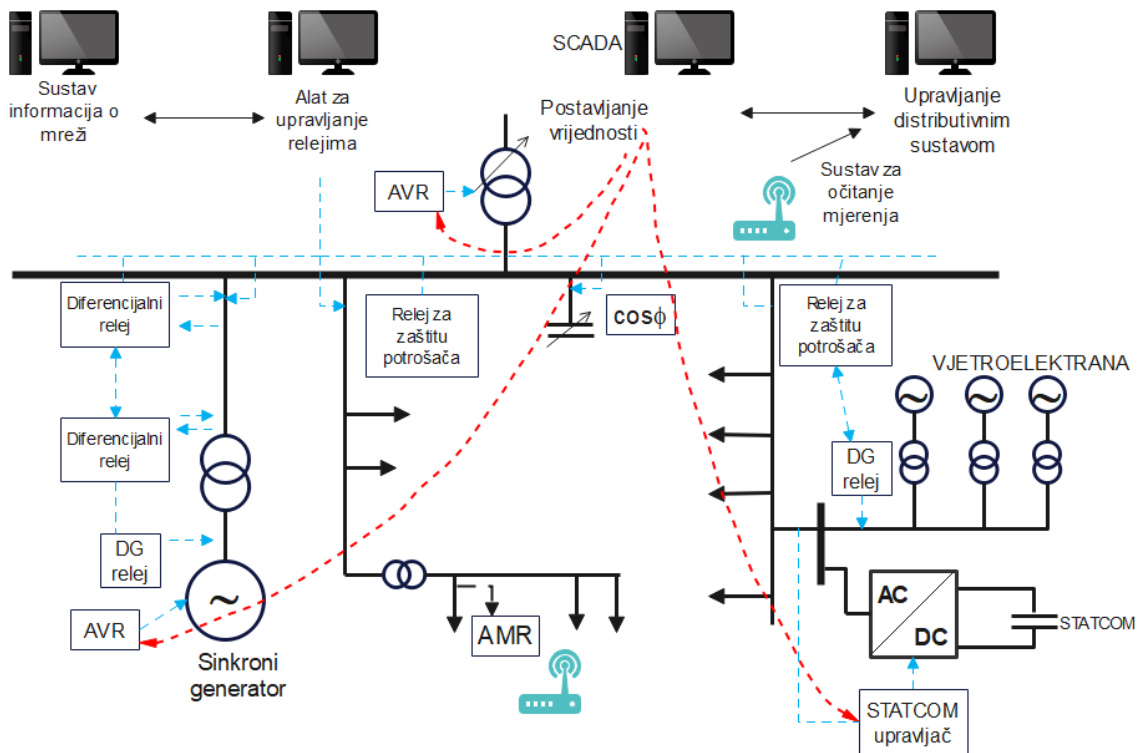 SCADA
Sustav
informacija o
mreži
Alat za
upravljanje
relejima
Postavljanje
vrijednosti
Upravljanje
distributivnim
sustavom
Sustav za
očitanje
mjerenja
AVR
Diferencijalni
relej
Relej za
zaštitu
potrošača
cosϕ
Relej za
zaštitu
potrošača
VJETROELEKTRANA
~
~
~
Diferencijalni
relej
DG
relej
DG
relej
~
AVR
Sinkroni
generator
AMR
AC
DC
STATCOM
STATCOM
upravljač